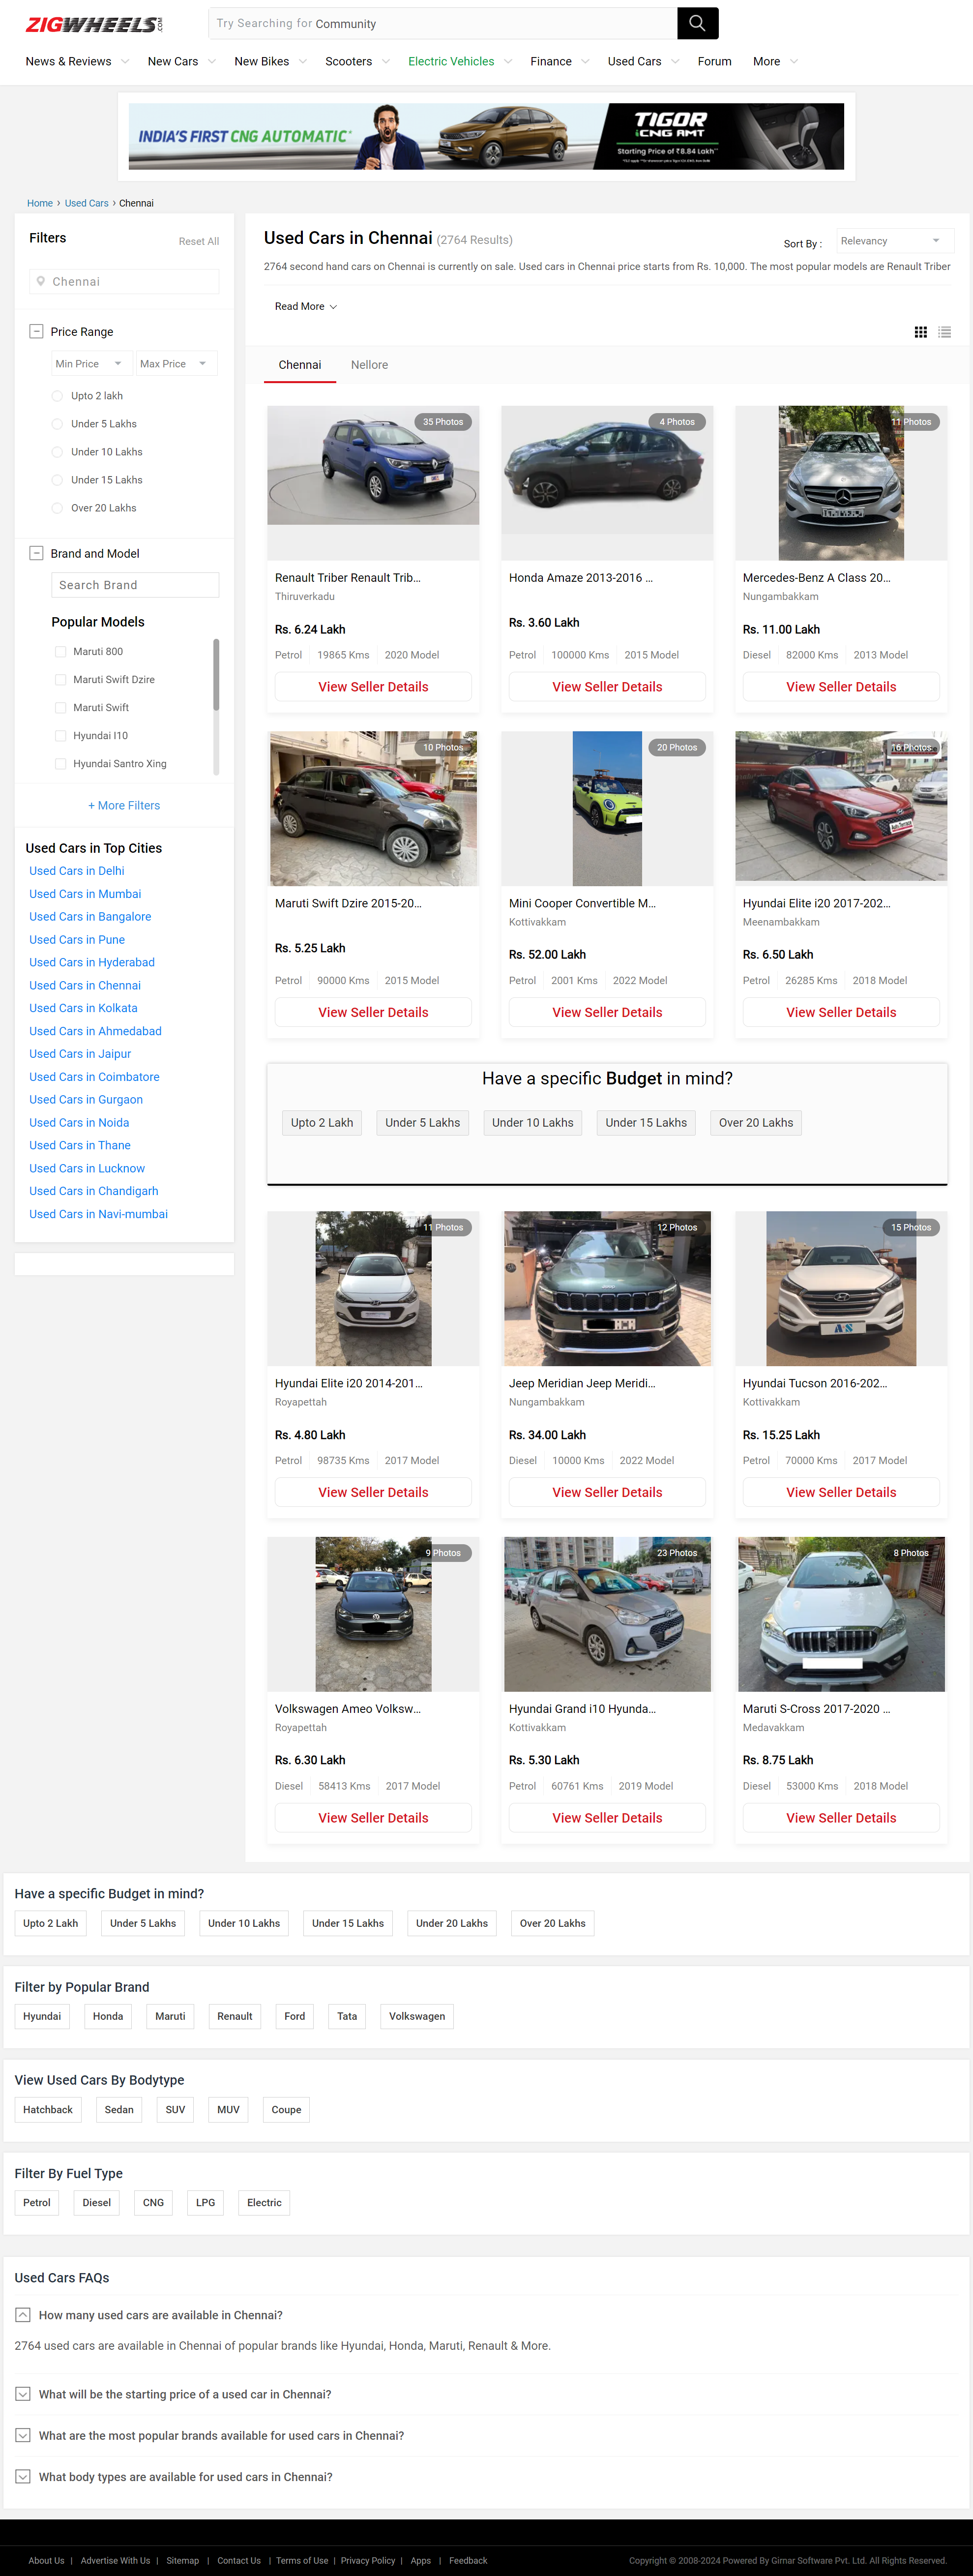 ZIGWHEELS.COM
Try Searching for Community
News & Reviews
New Cars
New Bikes
Scooters
Electric Vehicles
Finance
Used Cars
Forum
More
INDIA'S FIRST CNG AUTOMATIC*
TIGOR
iCNG AMT
Starting Price of ₹8.84 Lakh**
Home › Used Cars › Chennai
Filters
Reset All
Chennai
Price Range
Min Price
Max Price
Upto 2 lakh
Under 5 Lakhs
Under 10 Lakhs
Under 15 Lakhs
Over 20 Lakhs
Brand and Model
Search Brand
Popular Models
Maruti 800
Maruti Swift Dzire
Maruti Swift
Hyundai I10
Hyundai Santro Xing
+ More Filters
Used Cars in Top Cities
Used Cars in Delhi
Used Cars in Mumbai
Used Cars in Bangalore
Used Cars in Pune
Used Cars in Hyderabad
Used Cars in Chennai
Used Cars in Kolkata
Used Cars in Ahmedabad
Used Cars in Jaipur
Used Cars in Coimbatore
Used Cars in Gurgaon
Used Cars in Noida
Used Cars in Thane
Used Cars in Lucknow
Used Cars in Chandigarh
Used Cars in Navi-mumbai
Used Cars in Chennai (2764 Results)
Sort By :
Relevancy
2764 second hand cars on Chennai is currently on sale. Used cars in Chennai price starts from Rs. 10,000. The most popular models are Renault Triber
Read More
Chennai
Nellore
35 Photos
Renault Triber Renault Trib...
Thiruverkadu
Rs. 6.24 Lakh
Petrol 19865 Kms 2020 Model
View Seller Details
4 Photos
Honda Amaze 2013-2016 ...
Rs. 3.60 Lakh
Petrol 100000 Kms 2015 Model
View Seller Details
11 Photos
Mercedes-Benz A Class 20...
Nungambakkam
Rs. 11.00 Lakh
Diesel 82000 Kms 2013 Model
View Seller Details
10 Photos
Maruti Swift Dzire 2015-20...
Rs. 5.25 Lakh
Petrol 90000 Kms 2015 Model
View Seller Details
20 Photos
Mini Cooper Convertible M...
Kottivakkam
Rs. 52.00 Lakh
Petrol 2001 Kms 2022 Model
View Seller Details
16 Photos
Hyundai Elite i20 2017-202...
Meenambakkam
Rs. 6.50 Lakh
Petrol 26285 Kms 2018 Model
View Seller Details
Have a specific Budget in mind?
Upto 2 Lakh
Under 5 Lakhs
Under 10 Lakhs
Under 15 Lakhs
Over 20 Lakhs
11 Photos
Hyundai Elite i20 2014-201...
Royapettah
Rs. 4.80 Lakh
Petrol 98735 Kms 2017 Model
View Seller Details
12 Photos
Jeep Meridian Jeep Meridi...
Nungambakkam
Rs. 34.00 Lakh
Diesel 10000 Kms 2022 Model
View Seller Details
15 Photos
Hyundai Tucson 2016-202...
Kottivakkam
Rs. 15.25 Lakh
Petrol 70000 Kms 2017 Model
View Seller Details
9 Photos
Volkswagen Ameo Volksw...
Royapettah
Rs. 6.30 Lakh
Diesel 58413 Kms 2017 Model
View Seller Details
23 Photos
Hyundai Grand i10 Hyunda...
Kottivakkam
Rs. 5.30 Lakh
Petrol 60761 Kms 2019 Model
View Seller Details
8 Photos
Maruti S-Cross 2017-2020 ...
Medavakkam
Rs. 8.75 Lakh
Diesel 53000 Kms 2018 Model
View Seller Details
Have a specific Budget in mind?
Upto 2 Lakh
Under 5 Lakhs
Under 10 Lakhs
Under 15 Lakhs
Under 20 Lakhs
Over 20 Lakhs
Filter by Popular Brand
Hyundai
Honda
Maruti
Renault
Ford
Tata
Volkswagen
View Used Cars By Bodytype
Hatchback
Sedan
SUV
MUV
Coupe
Filter By Fuel Type
Petrol
Diesel
CNG
LPG
Electric
Used Cars FAQs
How many used cars are available in Chennai?
2764 used cars are available in Chennai of popular brands like Hyundai, Honda, Maruti, Renault & More.
What will be the starting price of a used car in Chennai?
What are the most popular brands available for used cars in Chennai?
What body types are available for used cars in Chennai?
About Us | Advertise With Us | Sitemap | Contact Us | Terms of Use | Privacy Policy | Apps | Feedback
Copyright © 2008-2024 Powered By Girnar Software Pvt. Ltd. All Rights Reserved.